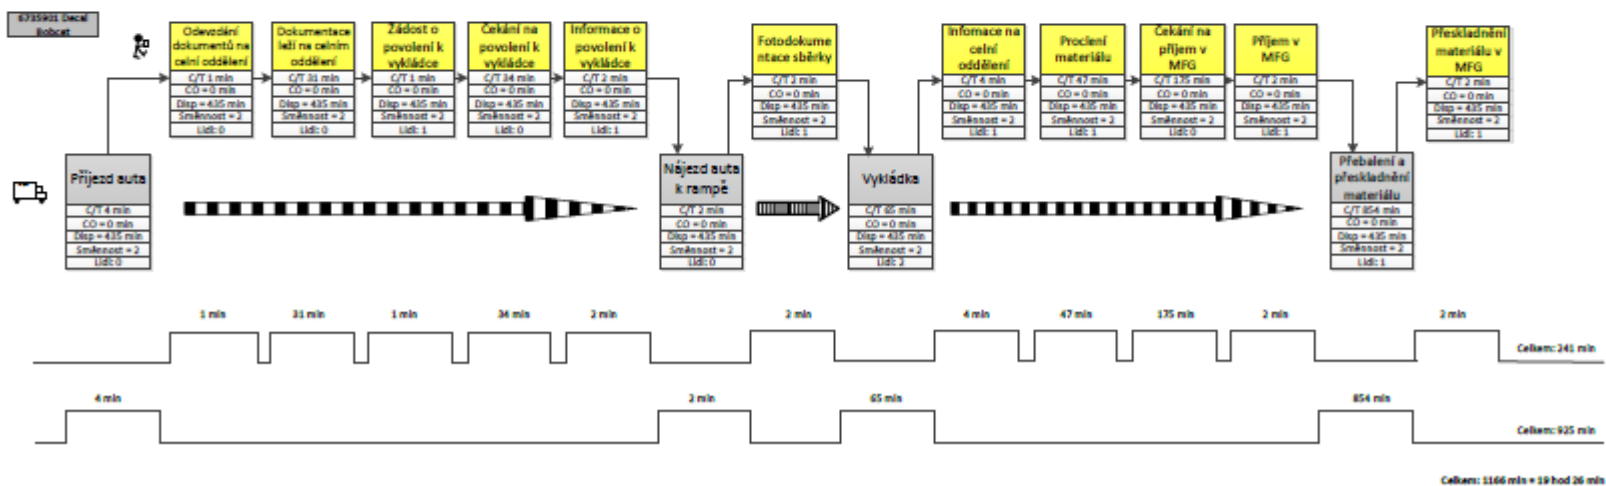 6735901 Decal
Bobcat
Odevzdání
dokumentů na
celní oddělení
C/T 1 min
CO = 0 min
Disp = 435 min
Směnnost = 2
Lidí: 0
Dokumentace
leží na celním
oddělení
C/T 31 min
CO = 0 min
Disp = 435 min
Směnnost = 2
Lidí: 0
Žádost o
povolení k
vykládce
C/T 1 min
CO = 0 min
Disp = 435 min
Směnnost = 2
Lidí: 1
Čekání na
povolení k
vykládce
C/T 34 min
CO = 0 min
Disp = 435 min
Směnnost = 2
Lidí: 0
Informace o
povolení k
vykládce
C/T 2 min
CO = 0 min
Disp = 435 min
Směnnost = 2
Lidí: 1
Fotodokume
ntace sběrky
C/T 2 min
CO = 0 min
Disp = 435 min
Směnnost = 2
Lidí: 1
Infomace na
celní
oddělení
C/T 4 min
CO = 0 min
Disp = 435 min
Směnnost = 2
Lidí: 1
Proclení
materiálu
C/T 47 min
CO = 0 min
Disp = 435 min
Směnnost = 2
Lidí: 1
Čekání na
příjem v
MFG
C/T 175 min
CO = 0 min
Disp = 435 min
Směnnost = 2
Lidí: 0
Příjem v
MFG
C/T 2 min
CO = 0 min
Disp = 435 min
Směnnost = 2
Lidí: 1
Přeskladnění
materiálu v
MFG
C/T 2 min
CO = 0 min
Disp = 435 min
Směnnost = 2
Lidí: 1
Příjezd auta
C/T 4 min
CO = 0 min
Disp = 435 min
Směnnost = 2
Lidí: 0
Nájezd auta
k rampě
C/T 2 min
CO = 0 min
Disp = 435 min
Směnnost = 2
Lidí: 0
Vykládka
C/T 65 min
CO = 0 min
Disp = 435 min
Směnnost = 2
Lidí: 2
Přebalení a
přeskladnění
materiálu
C/T 854 min
CO = 0 min
Disp = 435 min
Směnnost = 2
Lidí: 1
1 min
31 min
1 min
34 min
2 min
2 min
4 min
47 min
175 min
2 min
2 min
Celkem: 241 min
4 min
2 min
65 min
854 min
Celkem: 925 min
Celkem: 1166 min = 19 hod 26 min